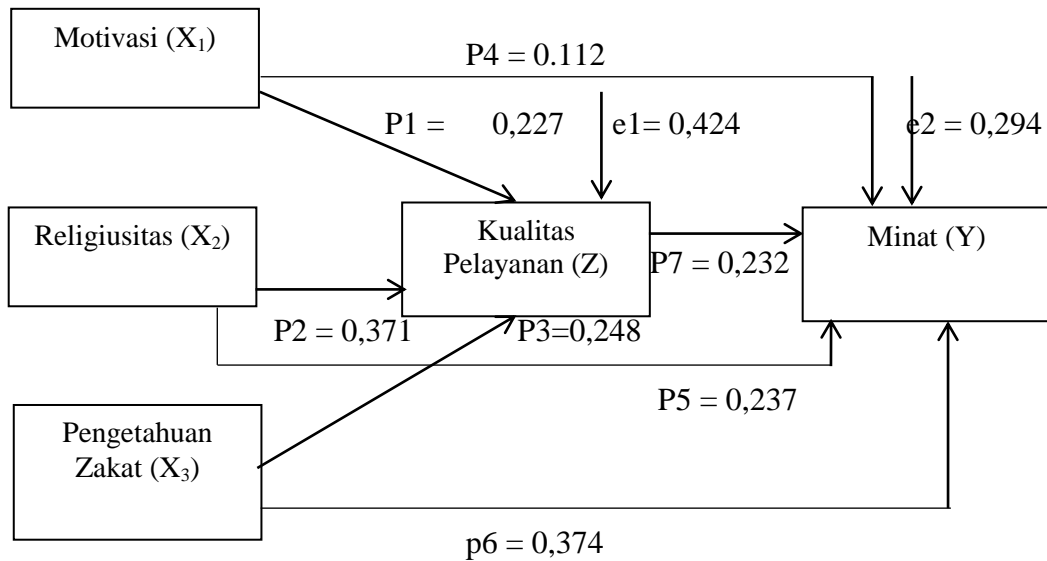 Motivasi (X₁)
P4 = 0.112
P1 = 0,227
e1= 0,424
e2 = 0,294
Religiusitas (X₂)
Kualitas
Pelayanan (Z)
Minat (Y)
P7 = 0,232
P2 = 0,371
P3=0,248
P5 = 0,237
Pengetahuan
Zakat (X₃)
p6 = 0,374